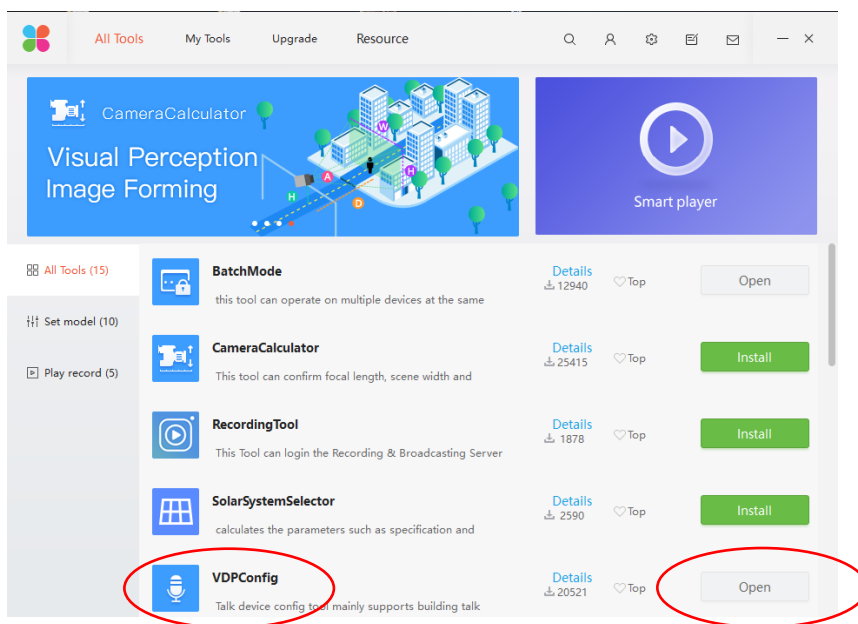 All Tools My Tools Upgrade Resource
CameraCalculator
Visual Perception
Image Forming
W
H
A
H
D
Smart player
All Tools (15)
Set model (10)
Play record (5)
BatchMode
this tool can operate on multiple devices at the same
Details
12940
Top
Open
CameraCalculator
This tool can confirm focal length, scene width and
Details
25415
Top
Install
RecordingTool
This Tool can login the Recording & Broadcasting Server
Details
1878
Top
Install
SolarSystemSelector
calculates the parameters such as specification and
Details
2590
Top
Install
VDPConfig
Talk device config tool mainly supports building talk
Details
20521
Top
Open